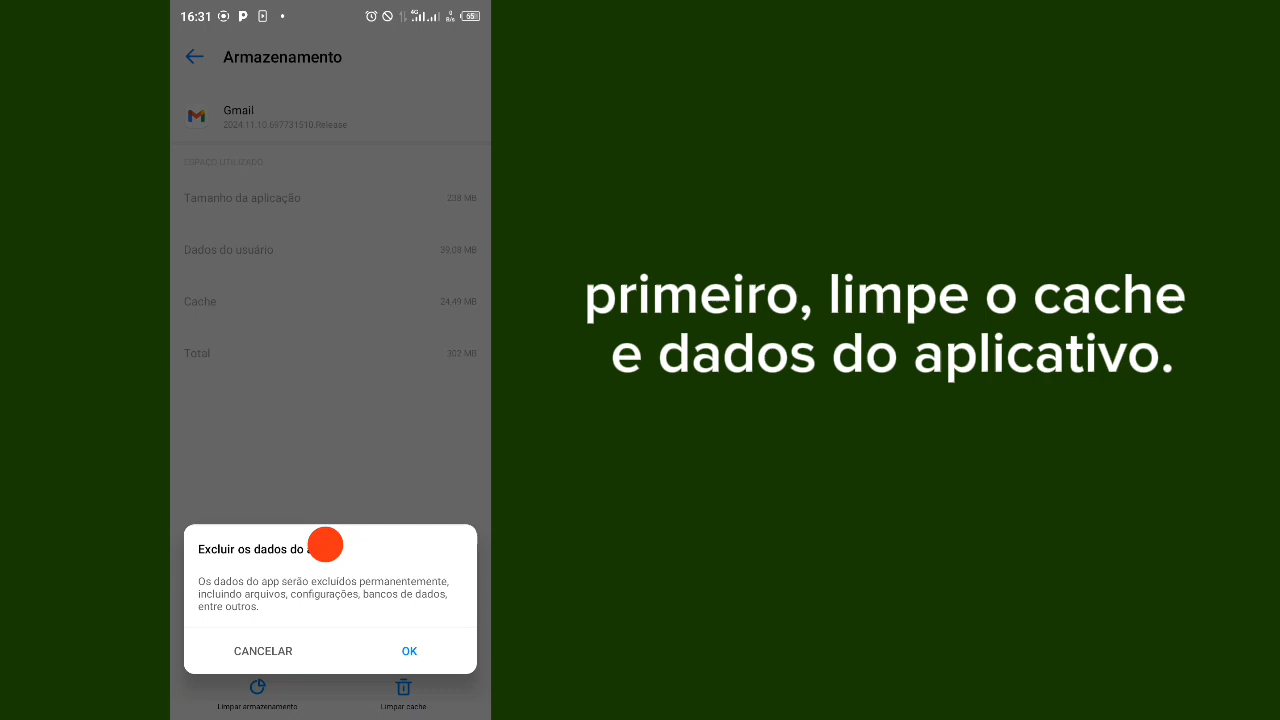 16:31
4G
0
B/s
65
Armazenamento
Gmail
2024.11.10.697731510.Release
ESPAÇO UTILIZADO
Tamanho da aplicação 238 MB
Dados do usuário 39,08 MB
Cache 24,49 MB
Total 302 MB
primeiro, limpe o cache
e dados do aplicativo.
Excluir os dados do
Os dados do app serão excluídos permanentemente,
incluindo arquivos, configurações, bancos de dados,
entre outros.
CANCELAR OK
Limpar armazenamento Limpar cache